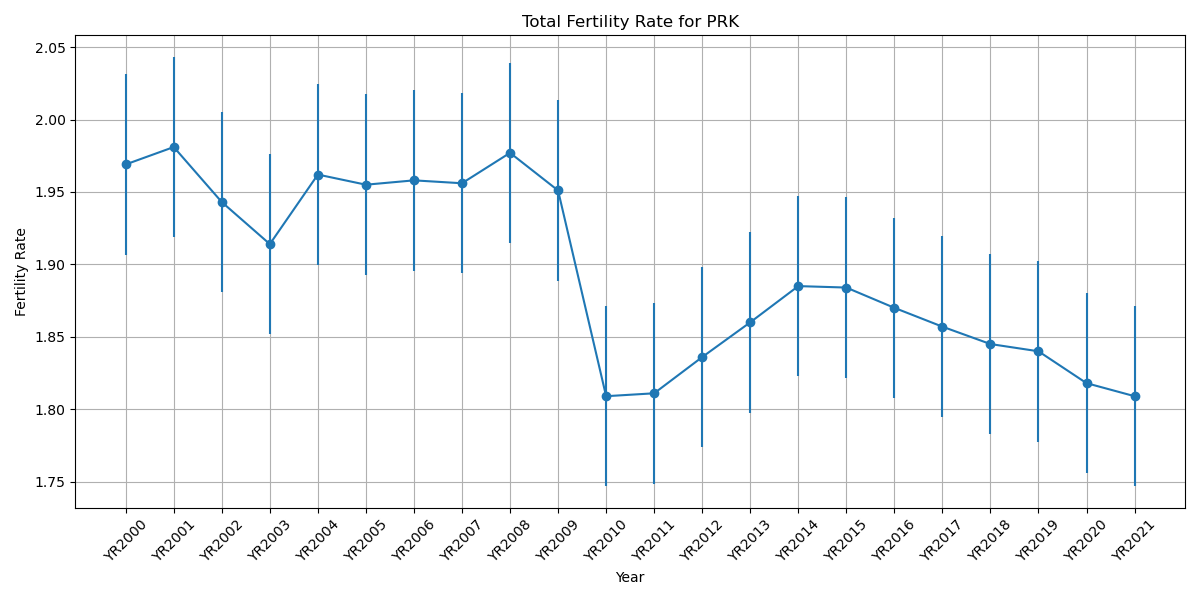 Total Fertility Rate for PRK
Fertility Rate
2.05
2.00
1.95
1.90
1.85
1.80
1.75
YR2000
YR2001
YR2002
YR2003
YR2004
YR2005
YR2006
YR2007
YR2008
YR2009
YR2010
YR2011
YR2012
YR2013
YR2014
YR2015
YR2016
YR2017
YR2018
YR2019
YR2020
YR2021
Year